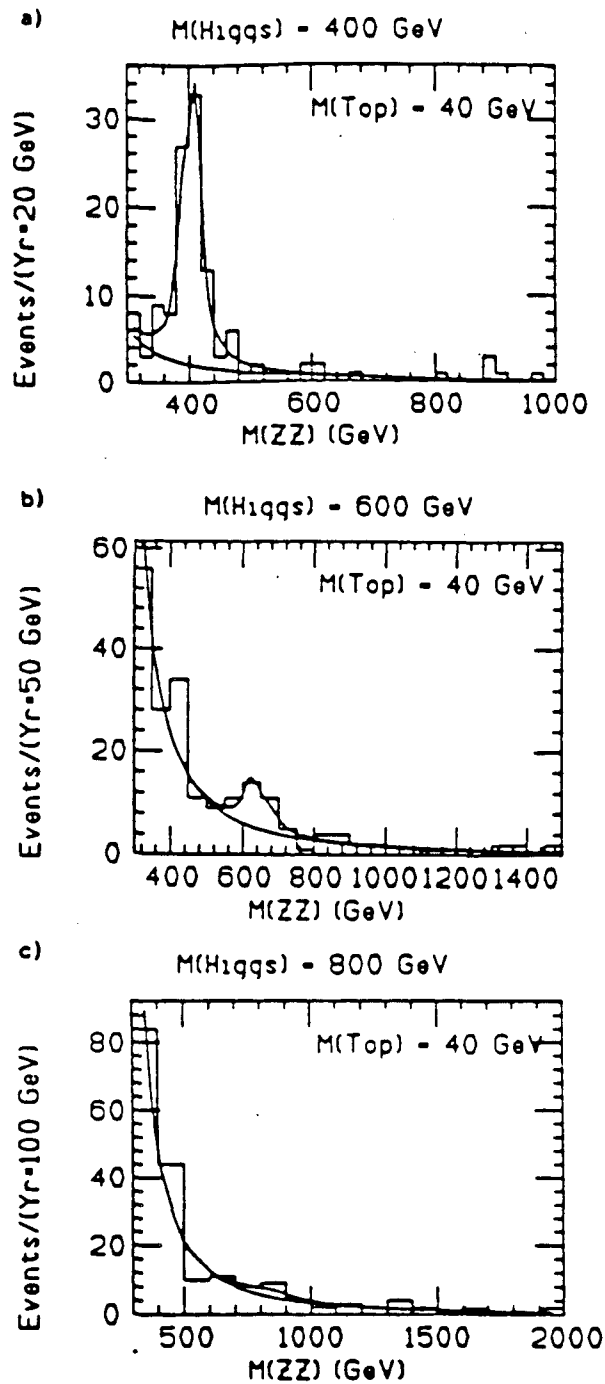 a)
M(Higgs) - 400 GeV
M(Top) - 40 GeV
Events/(Yr*20 GeV)
30
20
10
0
400 600 800 1000
M(ZZ) (GeV)
b)
M(Higgs) - 600 GeV
M(Top) - 40 GeV
Events/(Yr*50 GeV)
60
40
20
0
400 600 800 1000 1200 1400
M(ZZ) (GeV)
c)
M(Higgs) - 800 GeV
M(Top) - 40 GeV
Events/(Yr*100 GeV)
80
60
40
20
0
500 1000 1500 2000
M(ZZ) (GeV)